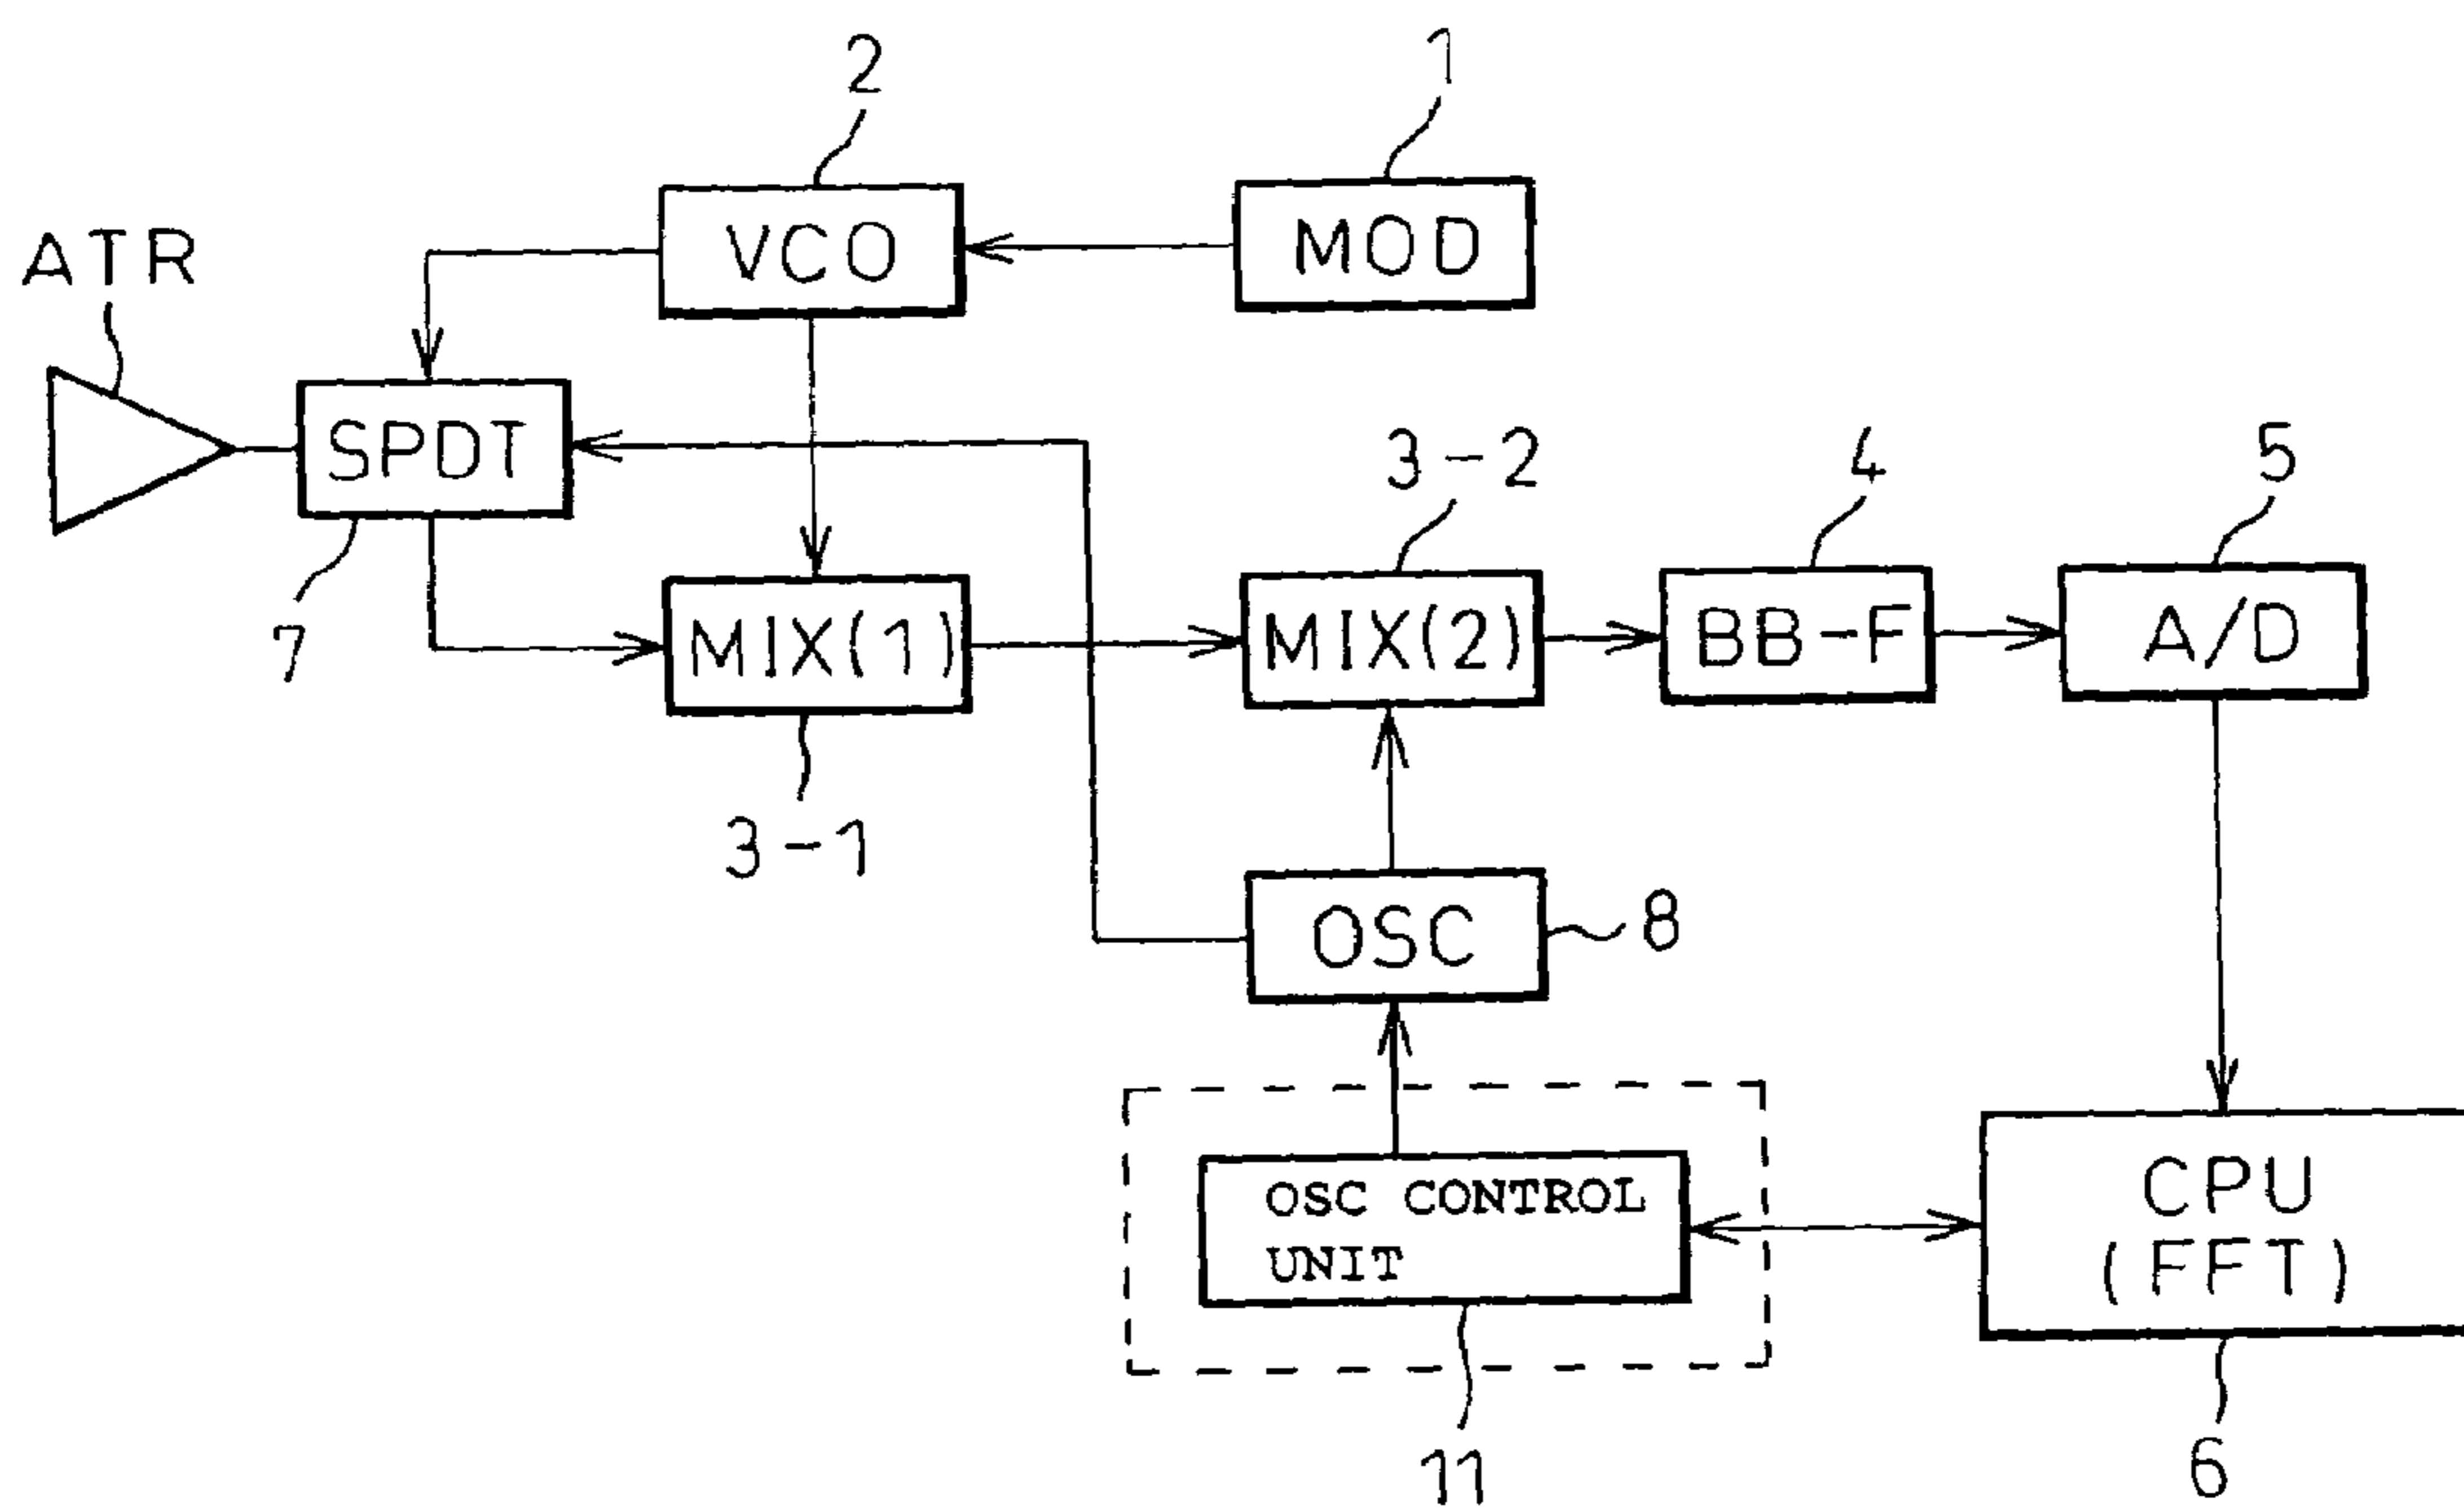 2
1
ATR
VCO
MOD
SPDT
3-2
4
5
7
MIX(1)
MIX(2)
BB-F
A/D
3-1
OSC
8
OSC CONTROL
UNIT
CPU
(FFT)
11
6